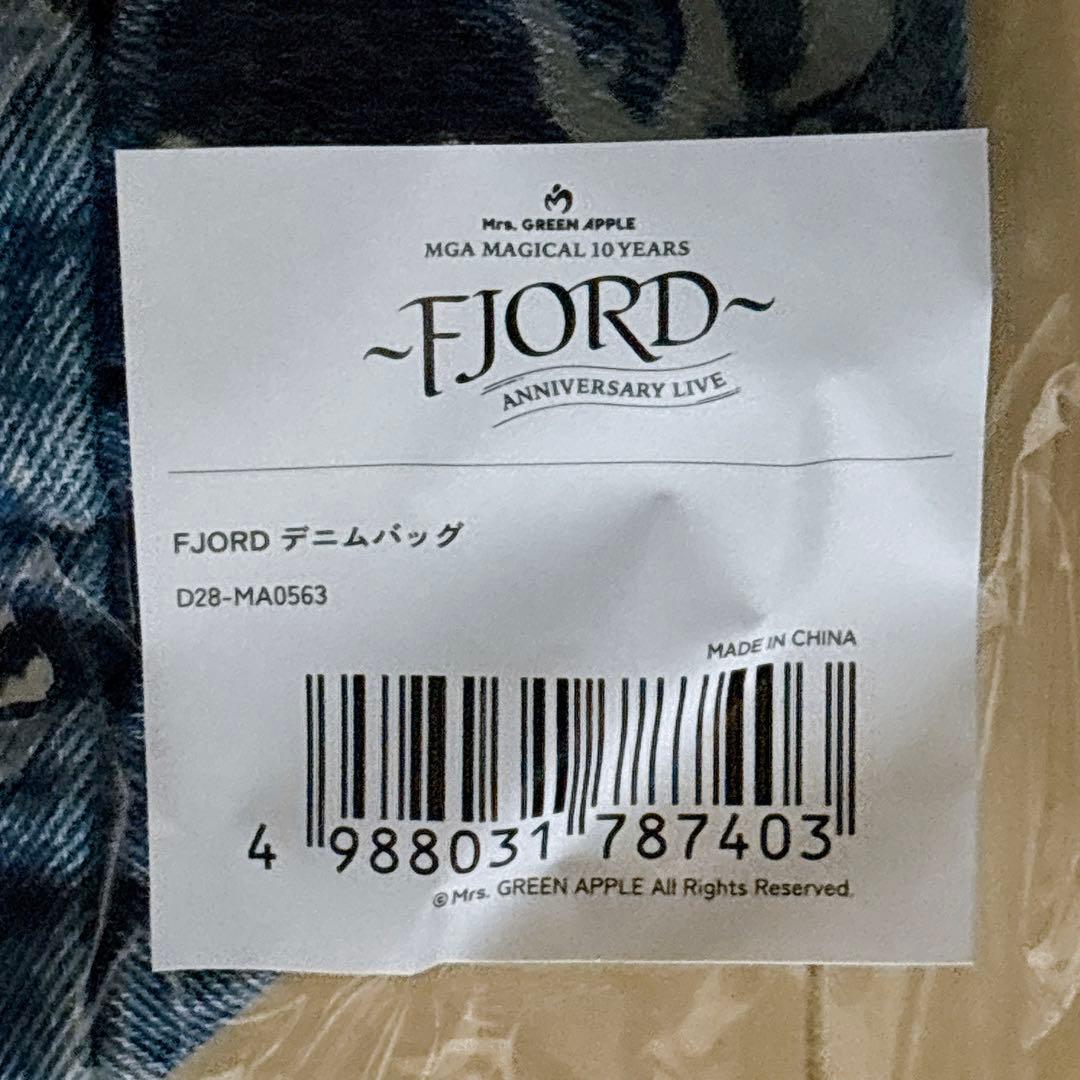 Mrs. GREEN APPLE
MGA MAGICAL 10 YEARS
~FJORD~
ANNIVERSARY LIVE
FJORD デニムバッグ
D28-MA0563
MADE IN CHINA
4 988031 787403
©Mrs. GREEN APPLE All Rights Reserved.